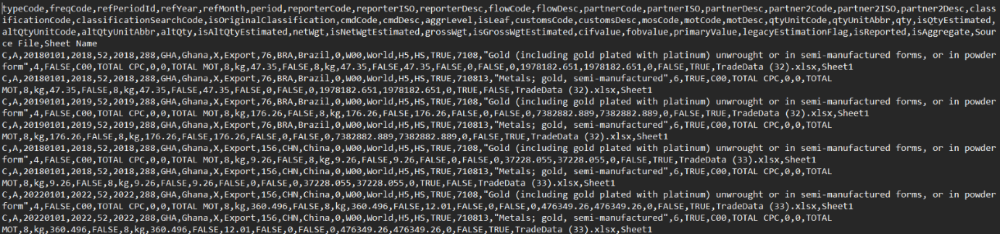 typeCode,freqCode,refPeriodId,refYear,refMonth,period,reporterCode,reporterISO,reporterDesc,flowCode,flowDesc,partnerCode,partnerISO,partnerDesc,partner2Code,partner2ISO,partner2Desc,class
ificationCode,classificationSearchCode,isOriginalClassification,cmdCode,cmdDesc,aggrLevel,isLeaf,customsCode,customsDesc,mosCode,motCode,motDesc,qtyUnitCode,qtyUnitAbbr,qty,isQtyEstimated,
altQtyUnitCode,altQtyUnitAbbr,altQty,isAltQtyEstimated,netWgt,isNetWgtEstimated,grossWgt,isGrossWgtEstimated,cifvalue,fobvalue,primaryValue,legacyEstimationFlag,isReported,isAggregate,Sour
ce File,Sheet Name
C,A,20180101,2018,52,2018,288,GHA,Ghana,X,Export,76,BRA,Brazil,0,W00,World,H5,HS,TRUE,7108,"Gold (including gold plated with platinum) unwrought or in semi-manufactured forms, or in powder
form",4,FALSE,C00,TOTAL CPC,0,0,TOTAL MOT,8,kg,47.35,FALSE,8,kg,47.35,FALSE,47.35,FALSE,0,FALSE,0,1978182.651,1978182.651,0,FALSE,TRUE,TradeData (32).xlsx,Sheet1
C,A,20180101,2018,52,2018,288,GHA,Ghana,X,Export,76,BRA,Brazil,0,W00,World,H5,HS,TRUE,710813,"Metals; gold, semi-manufactured",6,TRUE,C00,TOTAL CPC,0,0,TOTAL
MOT,8,kg,47.35,FALSE,8,kg,47.35,FALSE,47.35,FALSE,0,FALSE,0,1978182.651,1978182.651,0,TRUE,FALSE,TradeData (32).xlsx,Sheet1
C,A,20190101,2019,52,2019,288,GHA,Ghana,X,Export,76,BRA,Brazil,0,W00,World,H5,HS,TRUE,7108,"Gold (including gold plated with platinum) unwrought or in semi-manufactured forms, or in powder
form",4,FALSE,C00,TOTAL CPC,0,0,TOTAL MOT,8,kg,176.26,FALSE,8,kg,176.26,FALSE,176.26,FALSE,0,FALSE,0,7382882.889,7382882.889,0,FALSE,TRUE,TradeData (32).xlsx,Sheet1
C,A,20190101,2019,52,2019,288,GHA,Ghana,X,Export,76,BRA,Brazil,0,W00,World,H5,HS,TRUE,710813,"Metals; gold, semi-manufactured",6,TRUE,C00,TOTAL CPC,0,0,TOTAL
MOT,8,kg,176.26,FALSE,8,kg,176.26,FALSE,176.26,FALSE,0,FALSE,0,7382882.889,7382882.889,0,FALSE,TRUE,TradeData (32).xlsx,Sheet1
C,A,20180101,2018,52,2018,288,GHA,Ghana,X,Export,156,CHN,China,0,W00,World,H5,HS,TRUE,7108,"Gold (including gold plated with platinum) unwrought or in semi-manufactured forms, or in powder
form",4,FALSE,C00,TOTAL CPC,0,0,TOTAL MOT,8,kg,9.26,FALSE,8,kg,9.26,FALSE,9.26,FALSE,0,FALSE,0,37228.055,37228.055,0,FALSE,TRUE,TradeData (33).xlsx,Sheet1
C,A,20180101,2018,52,2018,288,GHA,Ghana,X,Export,156,CHN,China,0,W00,World,H5,HS,TRUE,710813,"Metals; gold, semi-manufactured",6,TRUE,C00,TOTAL CPC,0,0,TOTAL
MOT,8,kg,9.26,FALSE,8,kg,9.26,FALSE,9.26,FALSE,0,FALSE,0,37228.055,37228.055,0,TRUE,FALSE,TradeData (33).xlsx,Sheet1
C,A,20220101,2022,52,2022,288,GHA,Ghana,X,Export,156,CHN,China,0,W00,World,H5,HS,TRUE,7108,"Gold (including gold plated with platinum) unwrought or in semi-manufactured forms, or in powder
form",4,FALSE,C00,TOTAL CPC,0,0,TOTAL MOT,8,kg,360.496,FALSE,8,kg,360.496,FALSE,12.01,FALSE,0,FALSE,0,476349.26,476349.26,0,FALSE,TRUE,TradeData (33).xlsx,Sheet1
C,A,20220101,2022,52,2022,288,GHA,Ghana,X,Export,156,CHN,China,0,W00,World,H5,HS,TRUE,710813,"Metals; gold, semi-manufactured",6,TRUE,C00,TOTAL CPC,0,0,TOTAL
MOT,8,kg,360.496,FALSE,8,kg,360.496,FALSE,12.01,FALSE,0,FALSE,0,476349.26,476349.26,0,FALSE,TRUE,TradeData (33).xlsx,Sheet1